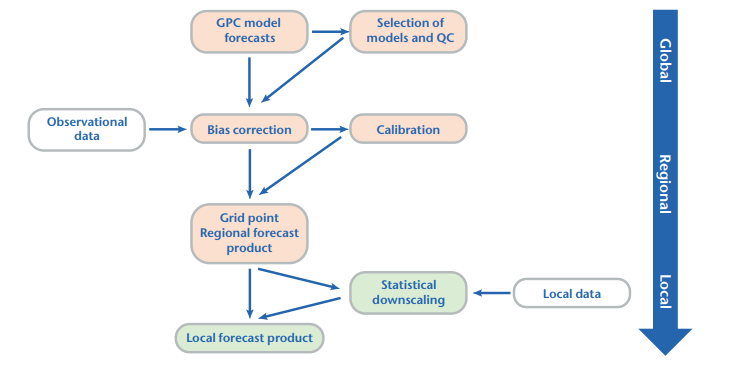 GPC model
forecasts
Selection of
models and QC
Global
Observational
data
Bias correction
Calibration
Regional
Grid point
Regional forecast
product
Statistical
downscaling
Local data
Local
Local forecast product